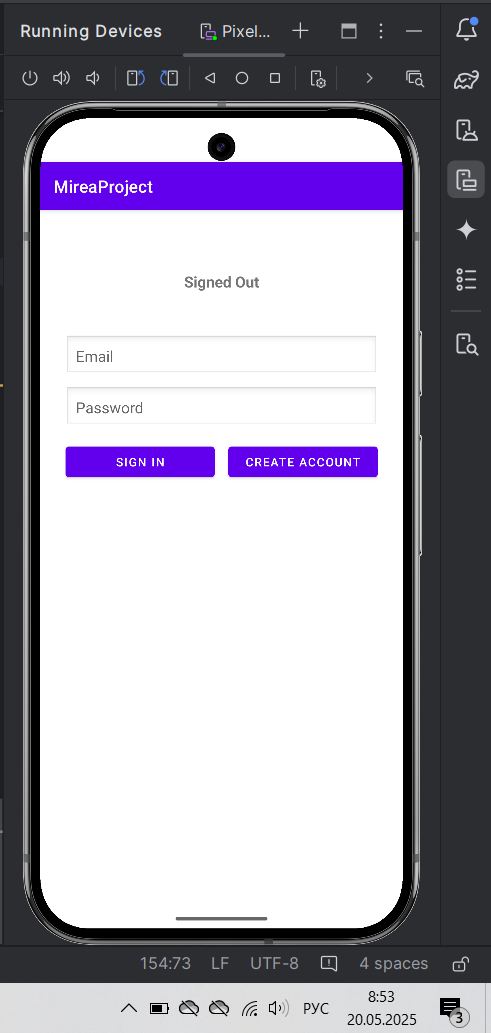 Running Devices
Pixel...
MireaProject
Signed Out
Email
Password
SIGN IN
CREATE ACCOUNT
154:73 LF UTF-8 4 spaces
РУС
8:53
20.05.2025
3